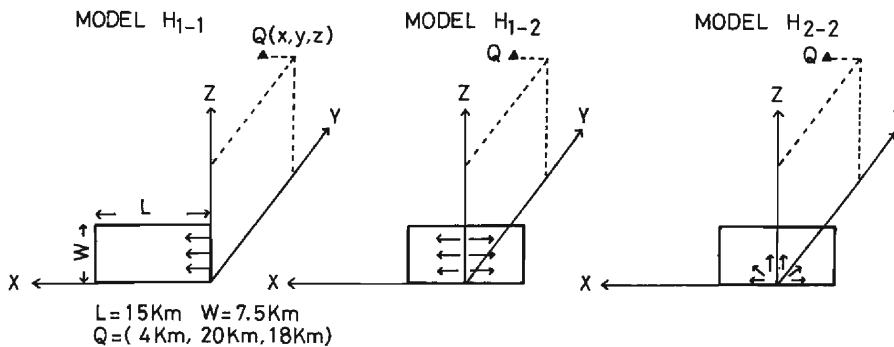 MODEL H1-1
Q(x,y,z)
Z
Y
L
W
X
L=15Km W=7.5Km
Q=(4Km, 20Km, 18Km)
MODEL H1-2
Q
Z
Y
X
MODEL H2-2
Q
Z
X